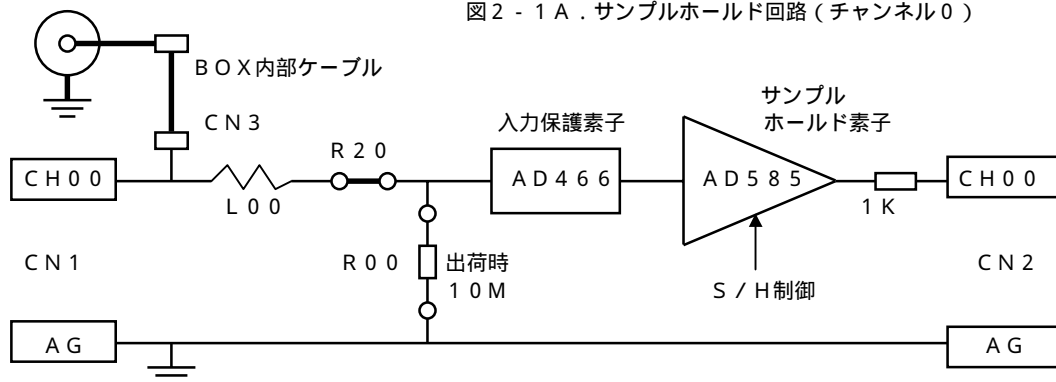 図2-1A.サンプルホールド回路(チャンネル0)
BOX内部ケーブル
CN3
サンプル
ホールド素子
入力保護素子
R20
CH00
L00
AD466
AD585
1K
CH00
CN1
R00
出荷時
10M
S/H制御
CN2
AG
AG